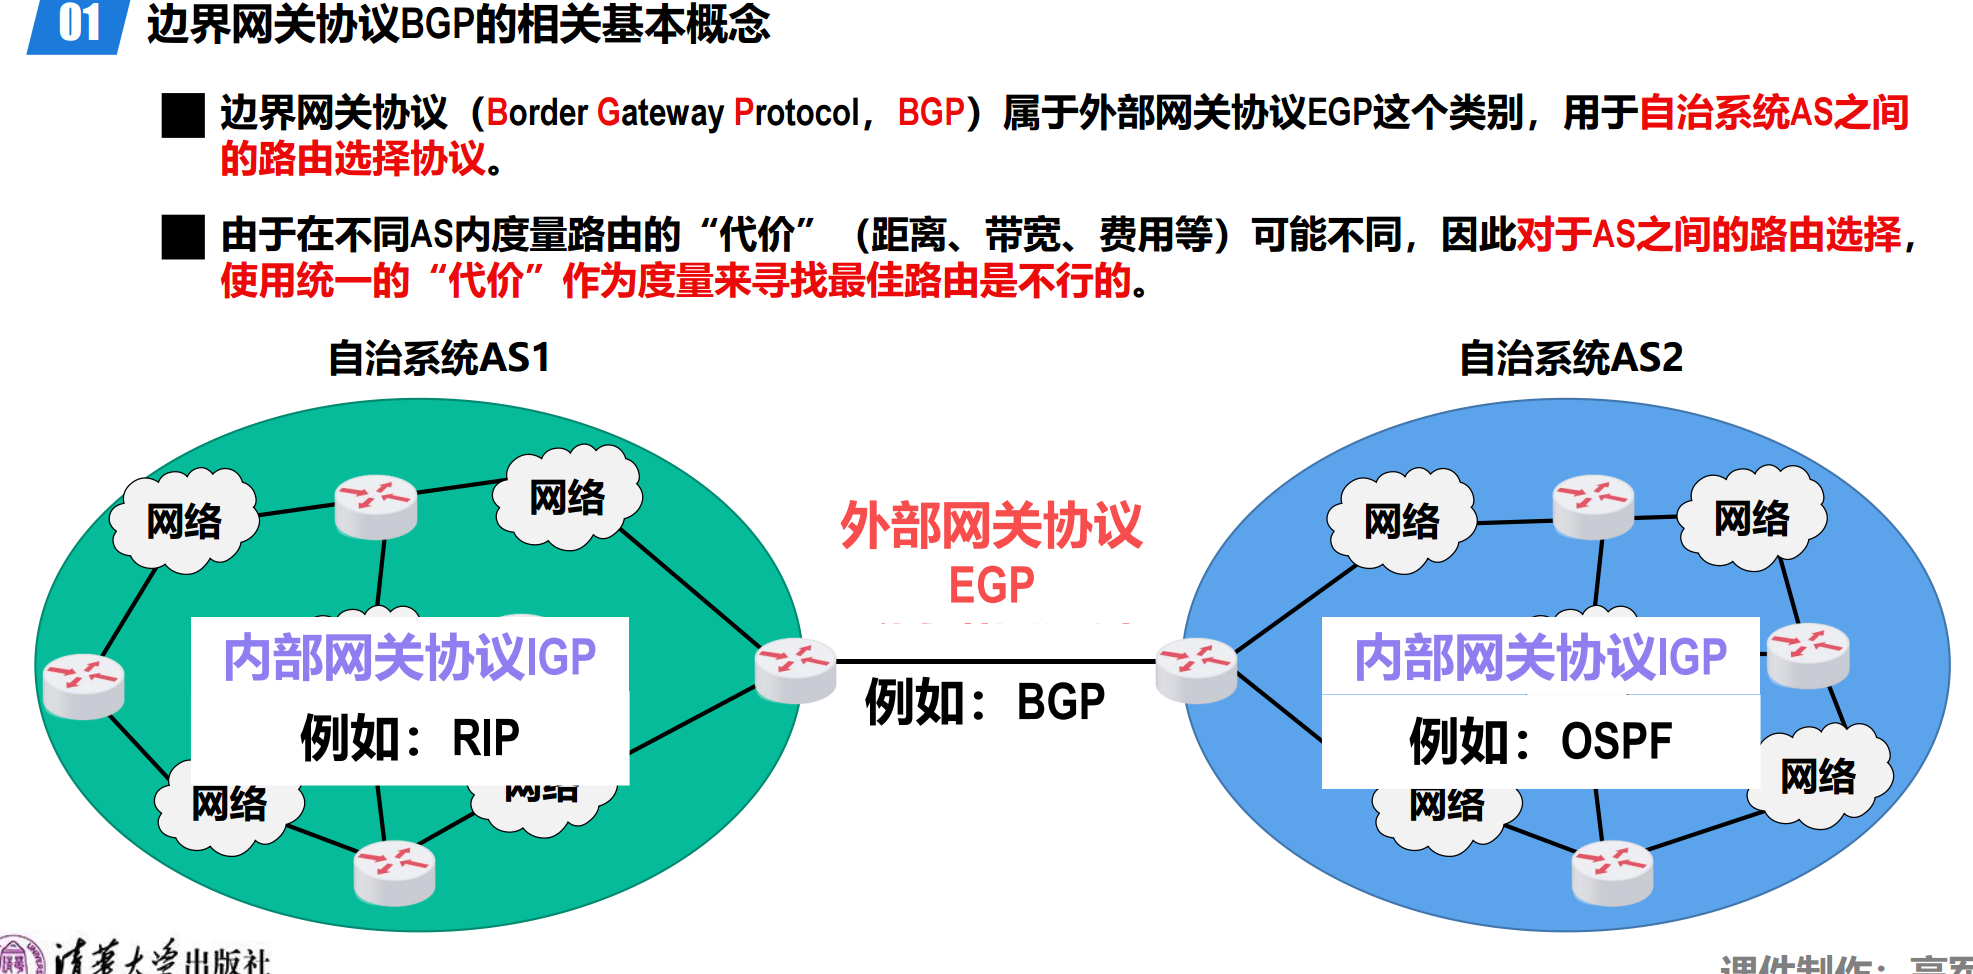 01 边界网关协议BGP的相关基本概念
边界网关协议（Border Gateway Protocol，BGP）属于外部网关协议EGP这个类别，用于自治系统AS之间
的路由选择协议。
由于在不同AS内度量路由的“代价”（距离、带宽、费用等）可能不同，因此对于AS之间的路由选择，
使用统一的“代价”作为度量来寻找最佳路由是不行的。
自治系统AS1
自治系统AS2
网络
网络
网络
网络
外部网关协议
EGP
内部网关协议IGP
内部网关协议IGP
例如：BGP
例如：RIP
例如：OSPF
网络
网络
网络
网络
清华大学出版社
课件制作：高军